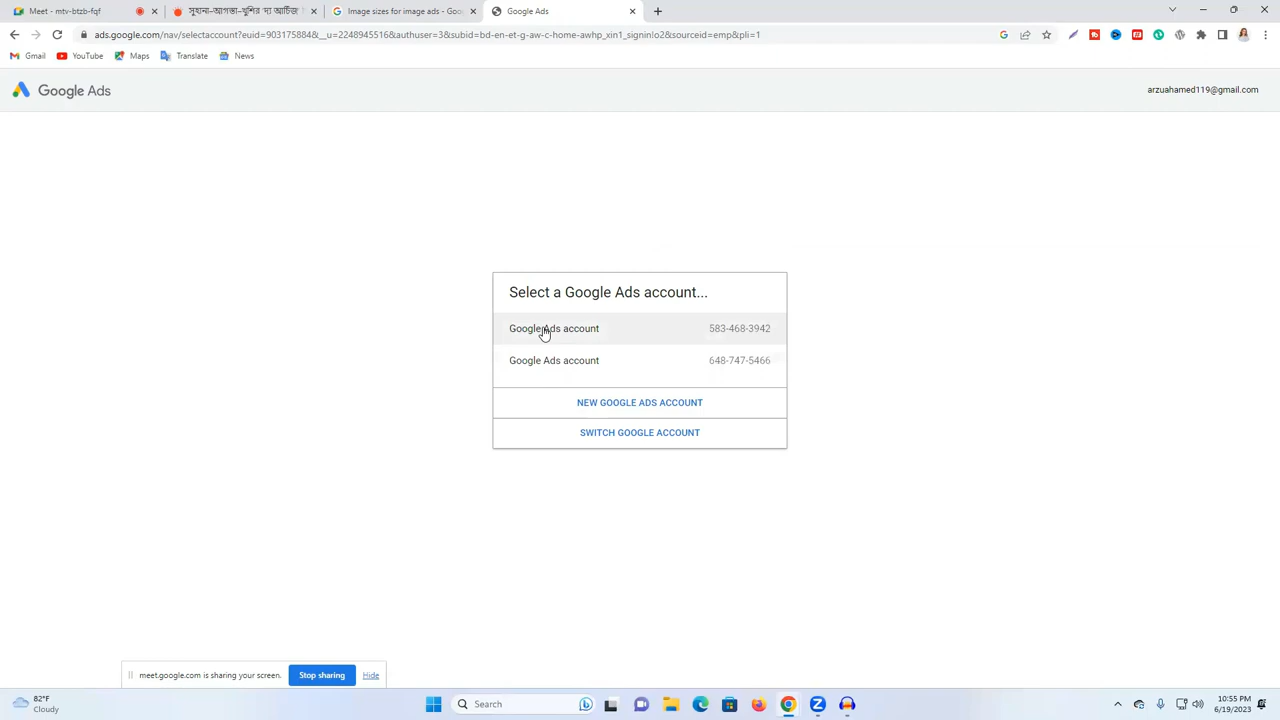 Meet - mtv-btzb-fqf
সুহানা-আগস্ত্য-খুশির 'দ্য আর্চিজ'
Image sizes for image ads - Goo
Google Ads
ads.google.com/nav/selectaccount?euid=903175884&__u=2248945516&authuser=3&subid=bd-en-et-g-aw-c-home-awhp_xin1_signin!o2&sourceid=emp&pli=1
Gmail
YouTube
Maps
Translate
News
Google Ads
arzuahamed119@gmail.com
Select a Google Ads account...
Google Ads account 583-468-3942
Google Ads account 648-747-5466
NEW GOOGLE ADS ACCOUNT
SWITCH GOOGLE ACCOUNT
meet.google.com is sharing your screen.
Stop sharing
Hide
82°F
Cloudy
Search
10:55 PM
6/19/2023